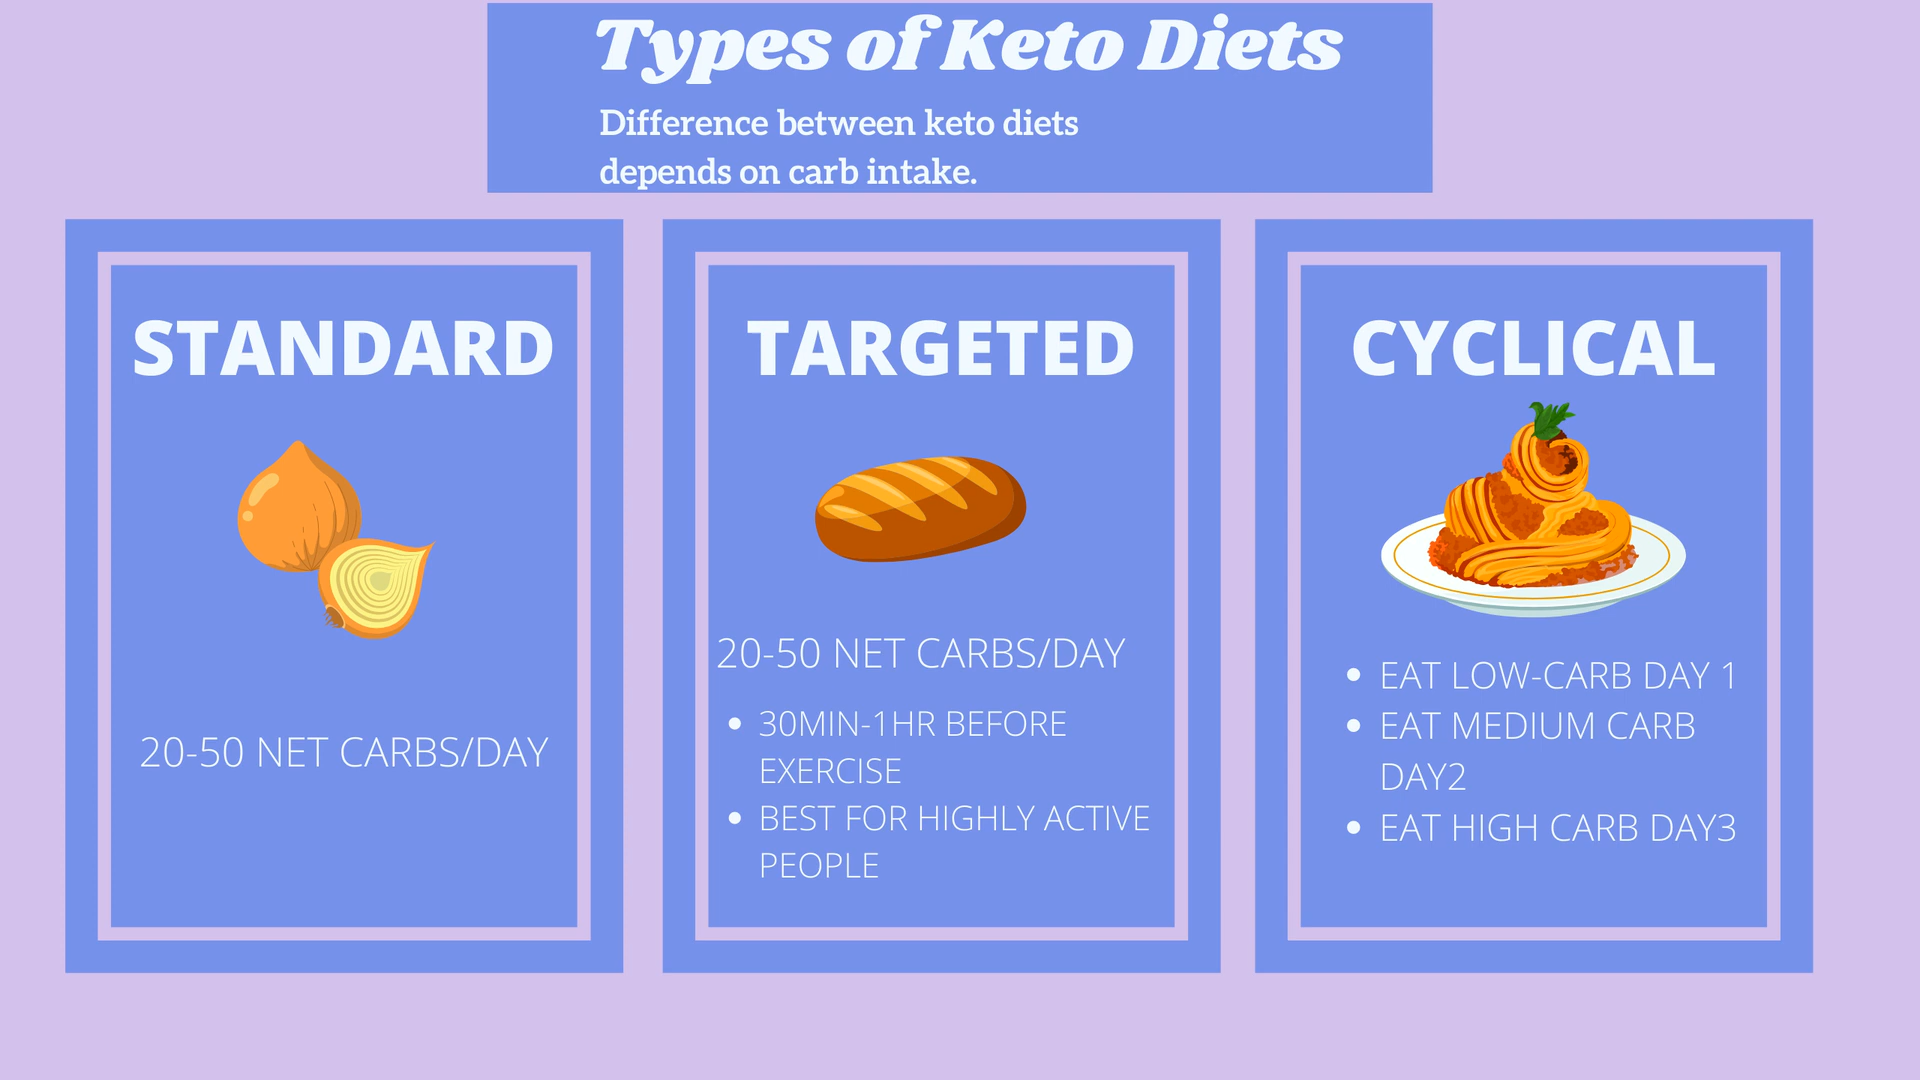 Types of Keto Diets
Difference between keto diets
depends on carb intake.
STANDARD
20-50 NET CARBS/DAY
TARGETED
20-50 NET CARBS/DAY
• 30MIN-1HR BEFORE
EXERCISE
• BEST FOR HIGHLY ACTIVE
PEOPLE
CYCLICAL
• EAT LOW-CARB DAY 1
• EAT MEDIUM CARB
DAY2
• EAT HIGH CARB DAY3